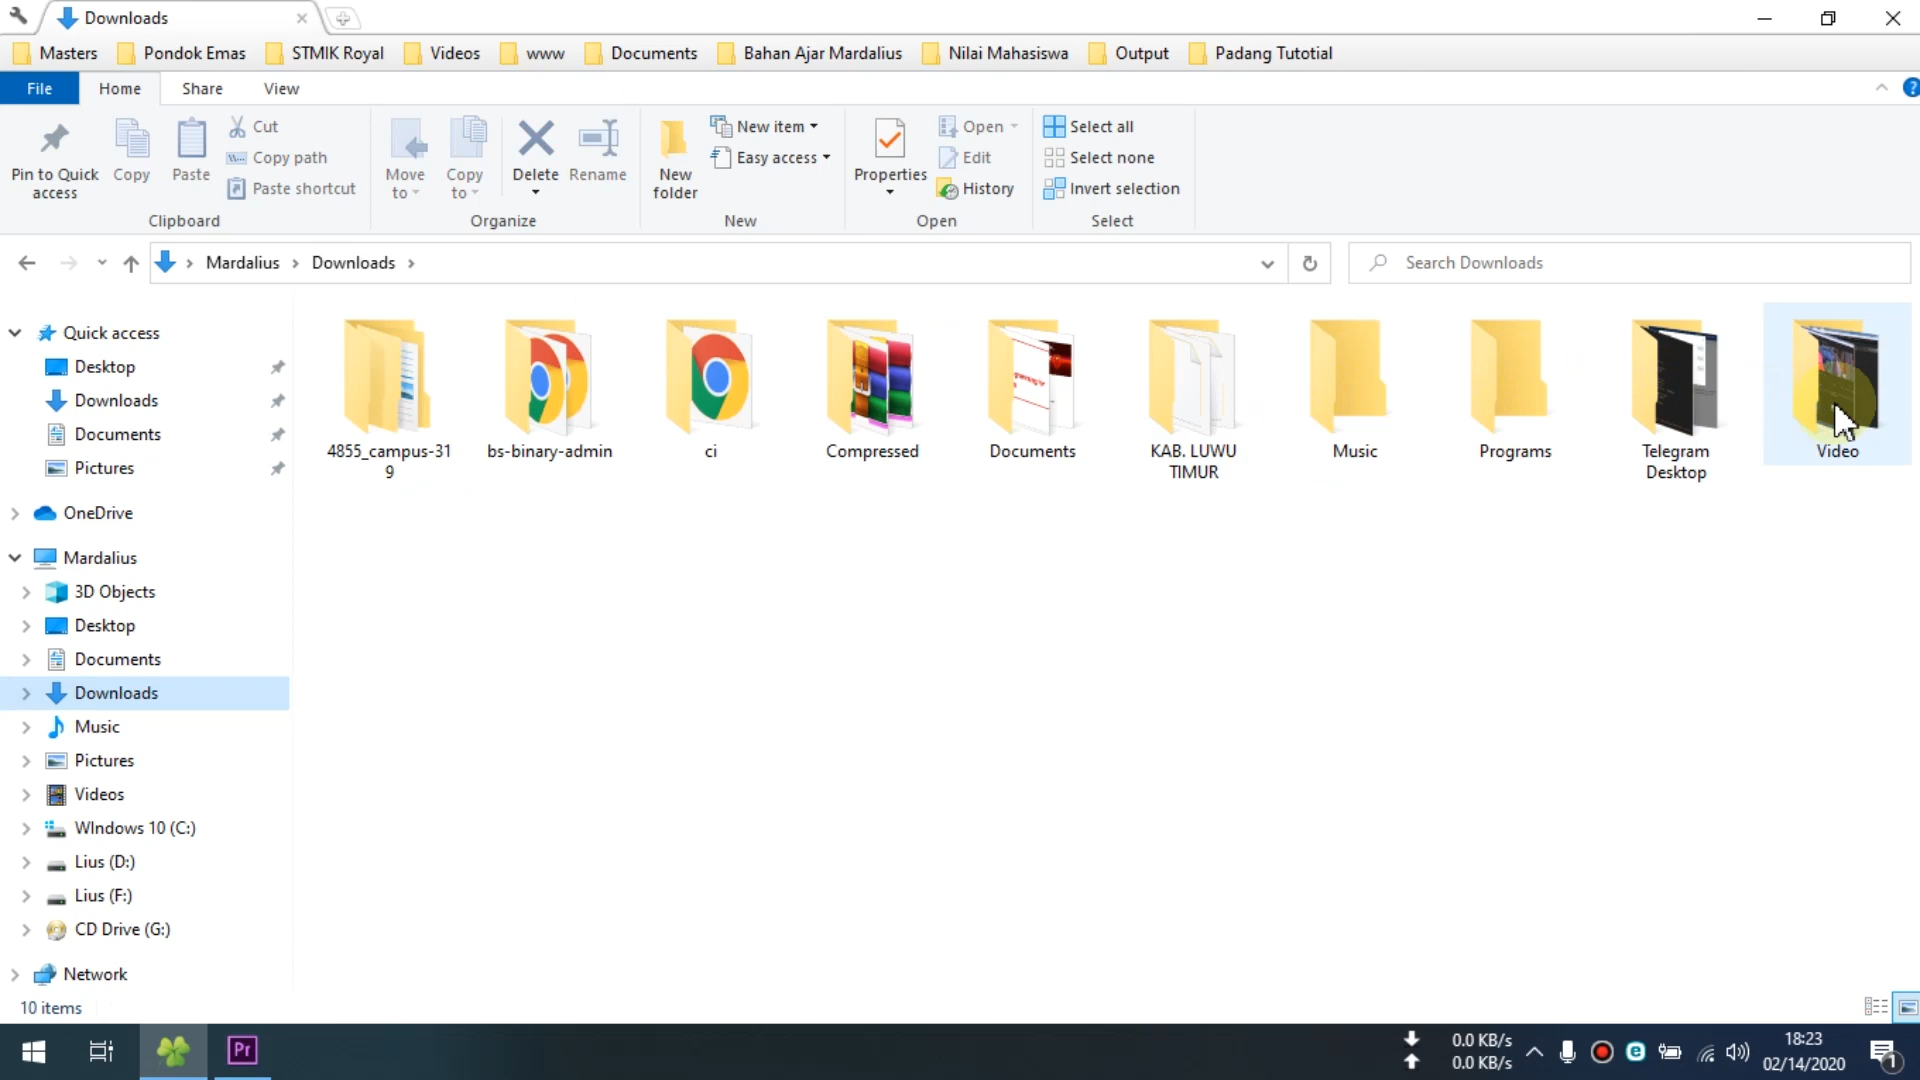 Downloads
Masters Pondok Emas STMIK Royal Videos www Documents Bahan Ajar Mardalius Nilai Mahasiswa Output Padang Tutotial
File Home Share View
Pin to Quick
access
Copy
Paste
Cut
Copy path
Paste shortcut
Clipboard
Move
to
Copy
to
Delete
Rename
Organize
New
folder
New item
Easy access
New
Properties
Open
Edit
History
Open
Select all
Select none
Invert selection
Select
Mardalius Downloads
Search Downloads
Quick access
Desktop
Downloads
Documents
Pictures
OneDrive
Mardalius
3D Objects
Desktop
Documents
Downloads
Music
Pictures
Videos
WIndows 10 (C:)
Lius (D:)
Lius (F:)
CD Drive (G:)
Network
4855_campus-31
9
bs-binary-admin
ci
Compressed
Documents
KAB. LUWU
TIMUR
Music
Programs
Telegram
Desktop
Video
10 items
Pr
0.0 KB/s
0.0 KB/s
18:23
02/14/2020
1